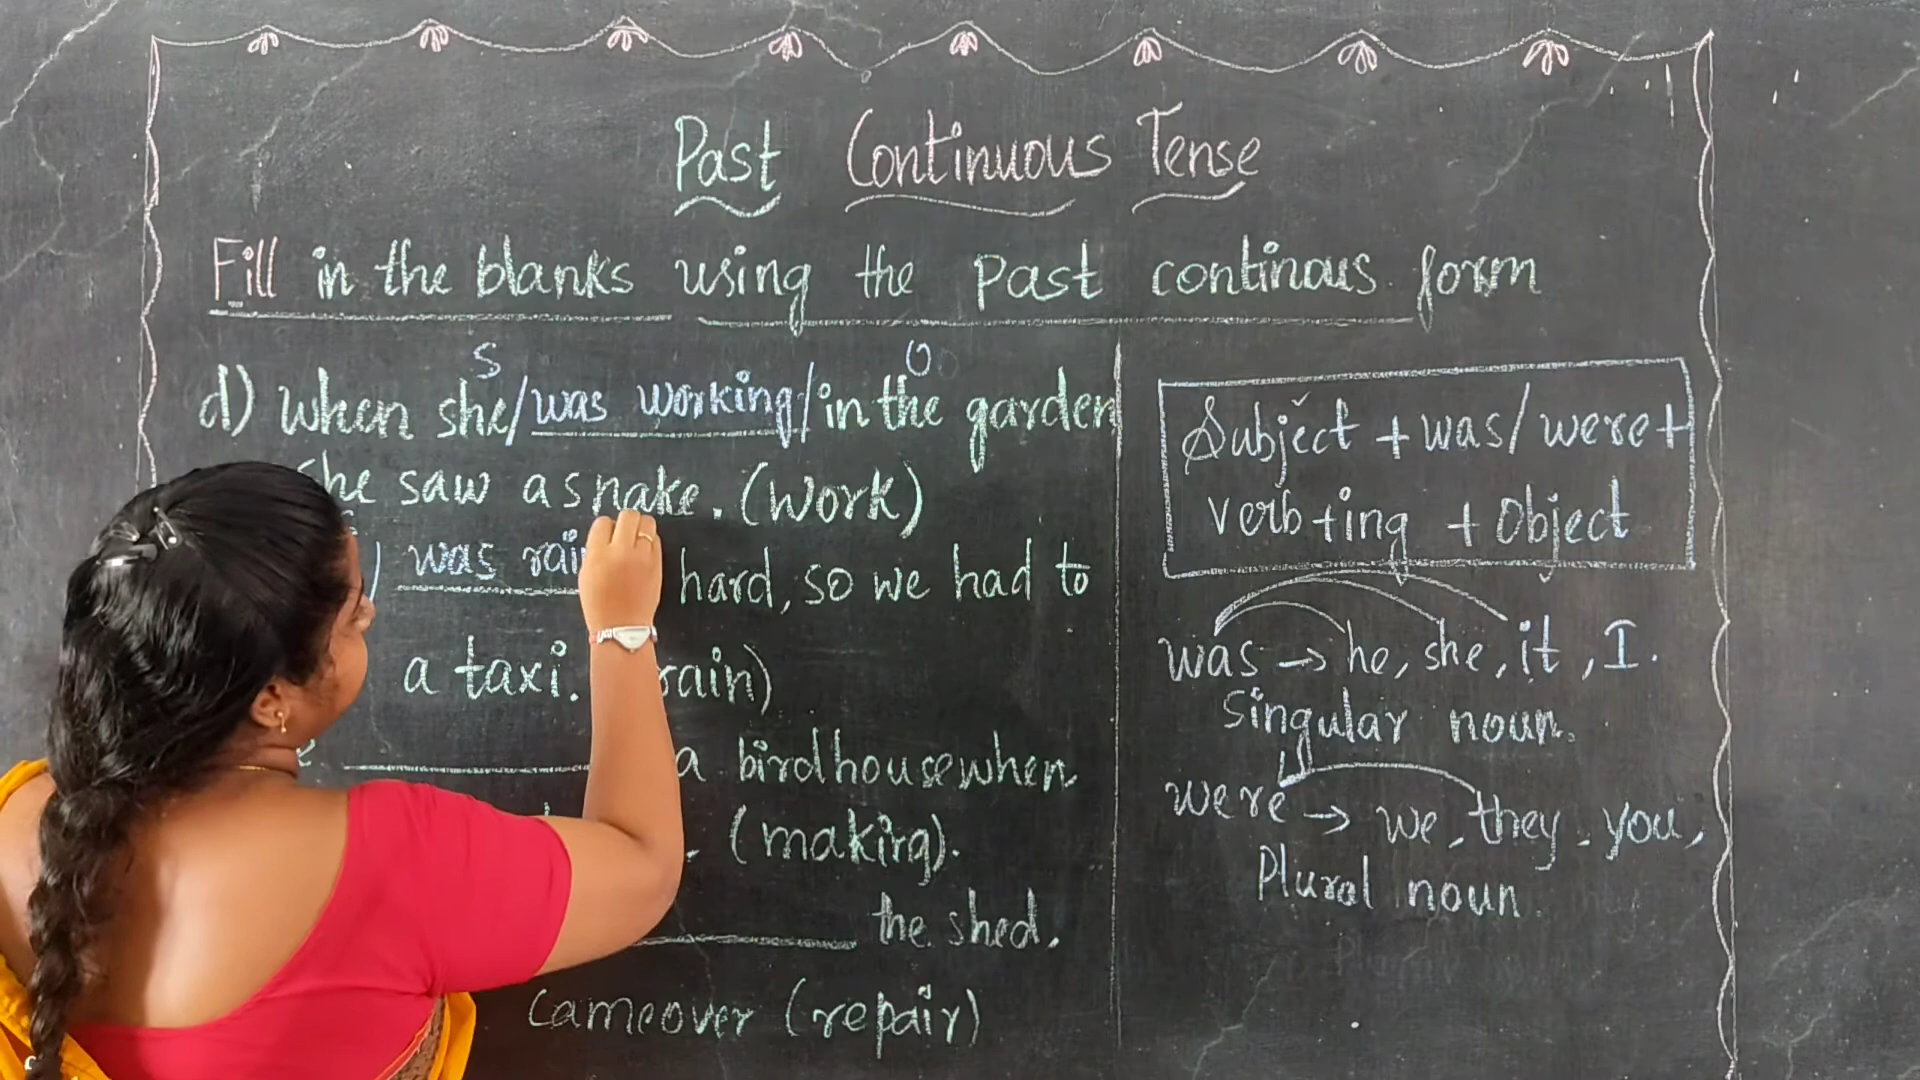 Past Continuous Tense
Fill in the blanks using the past continous form
S O
d) when she/was working/in the garden
she saw a snake. (work)
was rai hard, so we had to
a taxi. rain)
a birdhouse when
. (making).
the shed.
cameover (repair)
Subject + was/were +
verb+ing + Object
was → he, she, it, I.
Singular noun.
were → we, they, you,
Plural noun.